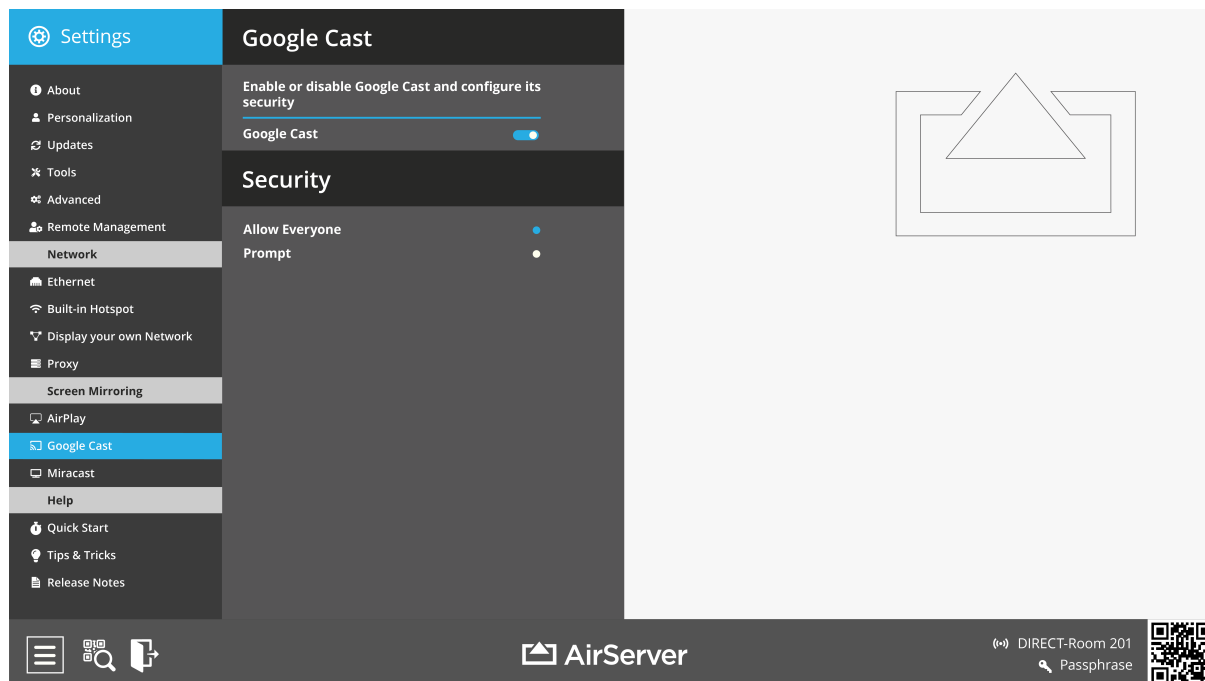 Settings
About
Personalization
Updates
Tools
Advanced
Remote Management
Network
Ethernet
Built-in Hotspot
Display your own Network
Proxy
Screen Mirroring
AirPlay
Google Cast
Miracast
Help
Quick Start
Tips & Tricks
Release Notes
Google Cast
Enable or disable Google Cast and configure its
security
Google Cast
Security
Allow Everyone
Prompt
AirServer
DIRECT-Room 201
Passphrase